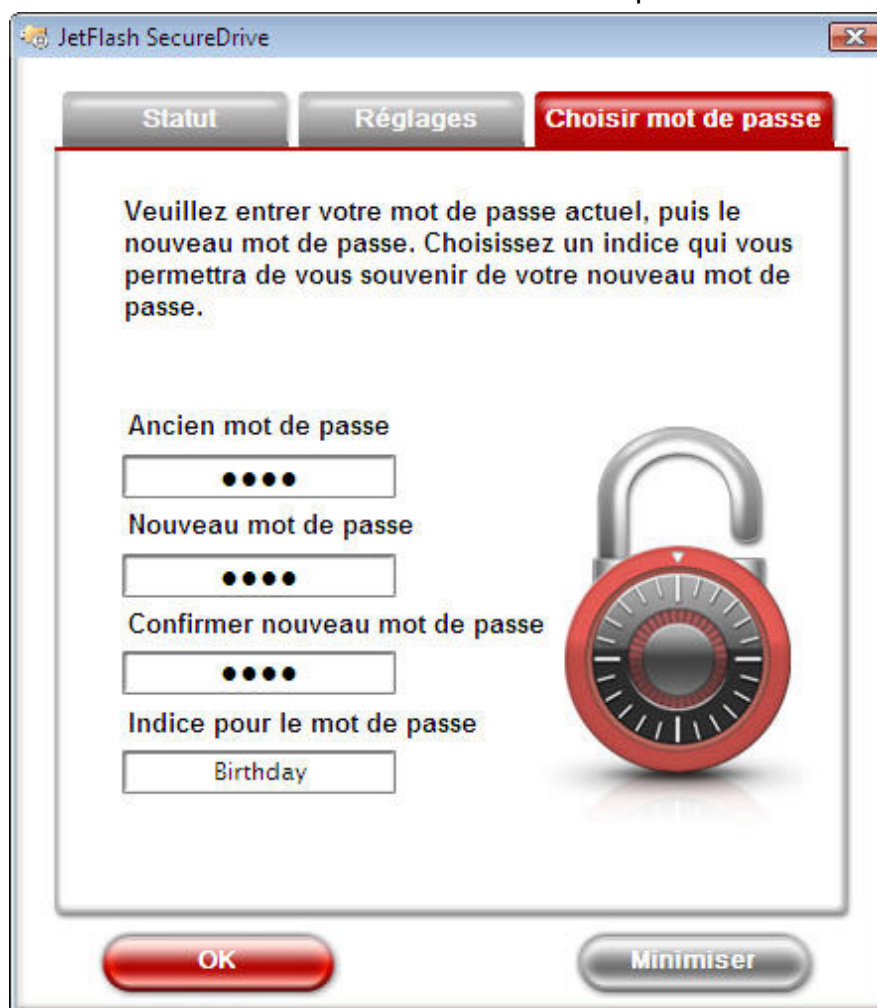 JetFlash SecureDrive
Statut
Réglages
Choisir mot de passe
Veuillez entrer votre mot de passe actuel, puis le
nouveau mot de passe. Choisissez un indice qui vous
permettra de vous souvenir de votre nouveau mot de
passe.
Ancien mot de passe
●●●●
Nouveau mot de passe
●●●●
Confirmer nouveau mot de passe
●●●●
Indice pour le mot de passe
Birthday
OK
Minimiser